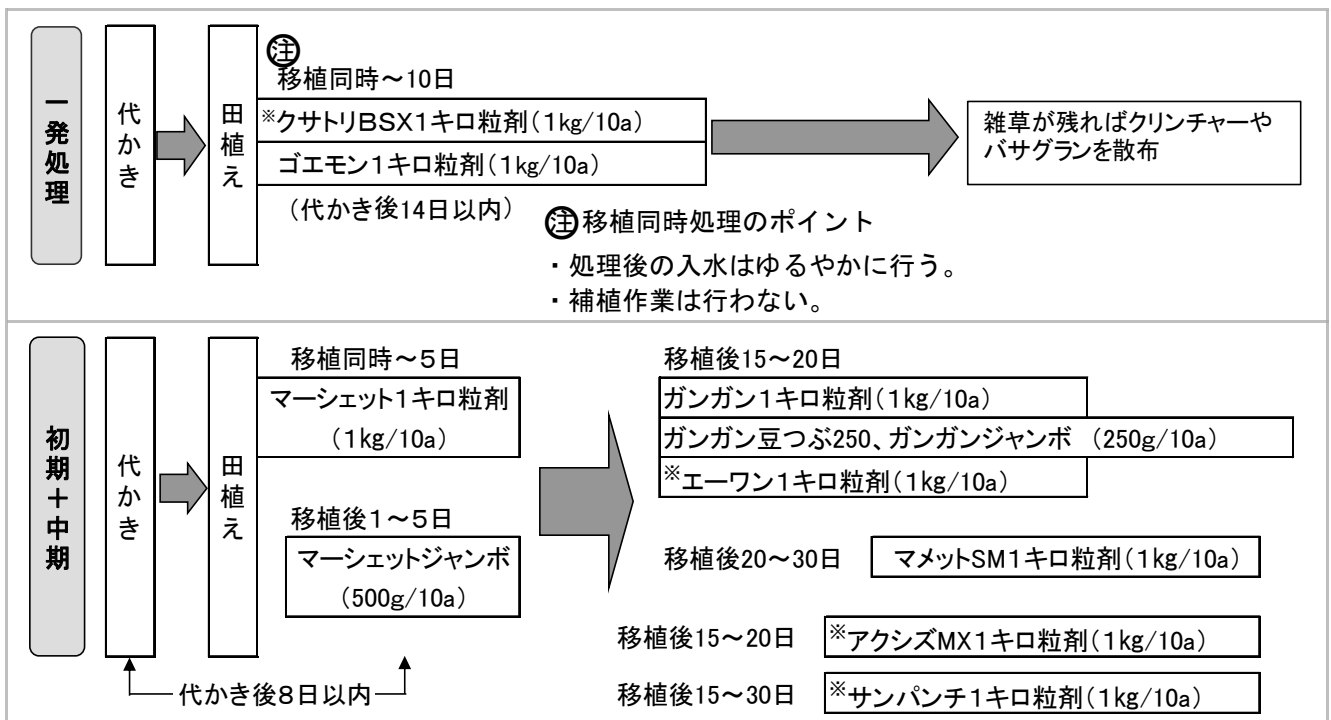 一発処理
代かき
田植え
注
移植同時～10日
※クサトリBSX1キロ粒剤(1kg/10a)
ゴエモン1キロ粒剤(1kg/10a)
(代かき後14日以内)
雑草が残ればクリンチャーや
バサグランを散布
注移植同時処理のポイント
・処理後の入水はゆるやかに行う。
・補植作業は行わない。
初期＋中期
代かき
田植え
移植同時～5日
マーシェット1キロ粒剤
(1kg/10a)
移植後1～5日
マーシェットジャンボ
(500g/10a)
代かき後8日以内
移植後15～20日
ガンガン1キロ粒剤(1kg/10a)
ガンガン豆つぶ250、ガンガンジャンボ (250g/10a)
※エーワン1キロ粒剤(1kg/10a)
移植後20～30日 マメットSM1キロ粒剤(1kg/10a)
移植後15～20日 ※アクシズMX1キロ粒剤(1kg/10a)
移植後15～30日 ※サンパンチ1キロ粒剤(1kg/10a)